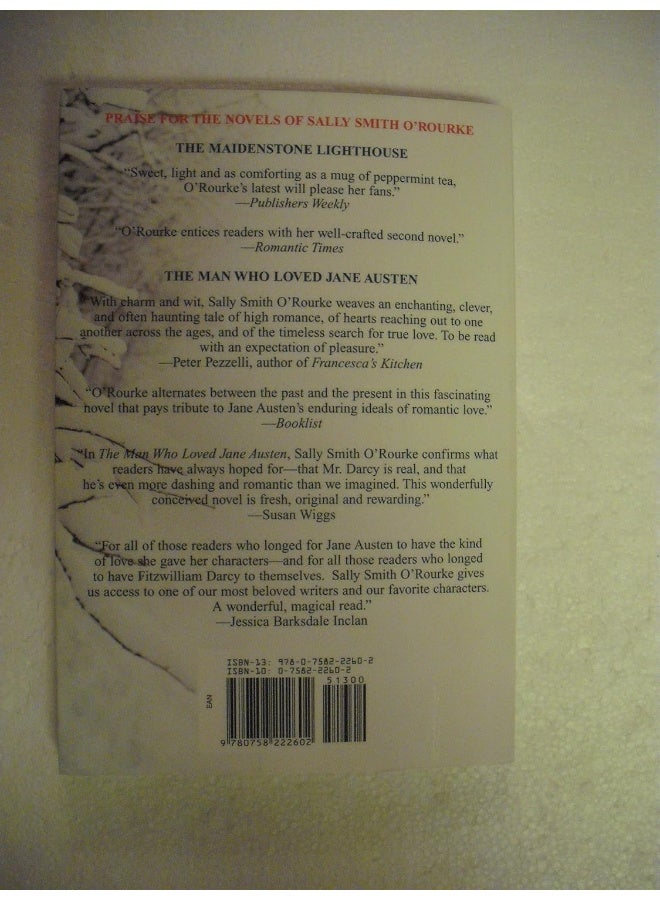 PRAISE FOR THE NOVELS OF SALLY SMITH O'ROURKE
THE MAIDENSTONE LIGHTHOUSE
"Sweet, light and as comforting as a mug of peppermint tea,
O'Rourke's latest will please her fans."
—Publishers Weekly
"O'Rourke entices readers with her well-crafted second novel."
—Romantic Times
THE MAN WHO LOVED JANE AUSTEN
"With charm and wit, Sally Smith O'Rourke weaves an enchanting, clever,
and often haunting tale of high romance, of hearts reaching out to one
another across the ages, and of the timeless search for true love. To be read
with an expectation of pleasure."
—Peter Pezzelli, author of Francesca's Kitchen
"O'Rourke alternates between the past and the present in this fascinating
novel that pays tribute to Jane Austen's enduring ideals of romantic love."
—Booklist
"In The Man Who Loved Jane Austen, Sally Smith O'Rourke confirms what
readers have always hoped for—that Mr. Darcy is real, and that
he's even more dashing and romantic than we imagined. This wonderfully
conceived novel is fresh, original and rewarding."
—Susan Wiggs
"For all of those readers who longed for Jane Austen to have the kind
of love she gave her characters—and for all those readers who longed
to have Fitzwilliam Darcy to themselves. Sally Smith O'Rourke gives
us access to one of our most beloved writers and our favorite characters.
A wonderful, magical read."
—Jessica Barksdale Inclan
ISBN-13: 978-0-7582-2260-2
ISBN-10: 0-7582-2260-2
51300
EAN
9 780758 222602